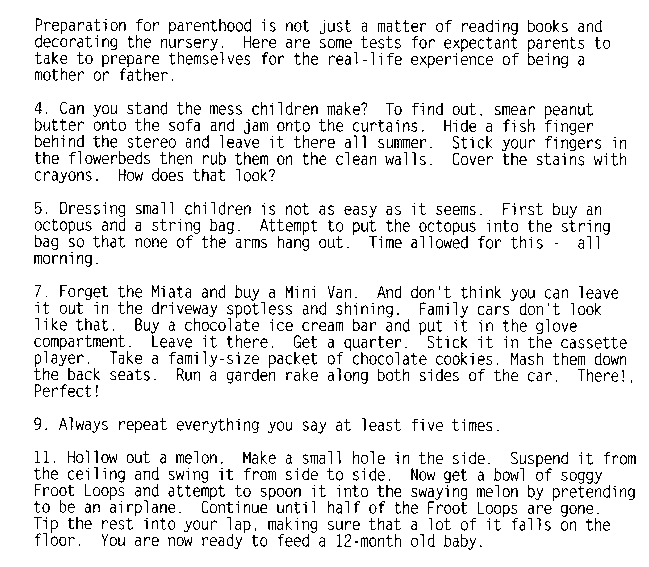 Preparation for parenthood is not just a matter of reading books and
decorating the nursery.  Here are some tests for expectant parents to
take to prepare themselves for the real-life experience of being a
mother or father.
4. Can you stand the mess children make?  To find out, smear peanut
butter onto the sofa and jam onto the curtains.  Hide a fish finger
behind the stereo and leave it there all summer.  Stick your fingers in
the flowerbeds then rub them on the clean walls.  Cover the stains with
crayons.  How does that look?
5. Dressing small children is not as easy as it seems.  First buy an
octopus and a string bag.  Attempt to put the octopus into the string
bag so that none of the arms hang out.  Time allowed for this -  all
morning.
7. Forget the Miata and buy a Mini Van.  And don't think you can leave
it out in the driveway spotless and shining.  Family cars don't look
like that.  Buy a chocolate ice cream bar and put it in the glove
compartment.  Leave it there.  Get a quarter.  Stick it in the cassette
player.  Take a family-size packet of chocolate cookies. Mash them down
the back seats.  Run a garden rake along both sides of the car.  There!,
Perfect!
9. Always repeat everything you say at least five times.
11. Hollow out a melon.  Make a small hole in the side.  Suspend it from
the ceiling and swing it from side to side.  Now get a bowl of soggy
Froot Loops and attempt to spoon it into the swaying melon by pretending
to be an airplane.  Continue until half of the Froot Loops are gone.
Tip the rest into your lap, making sure that a lot of it falls on the
floor.  You are now ready to feed a 12-month old baby.